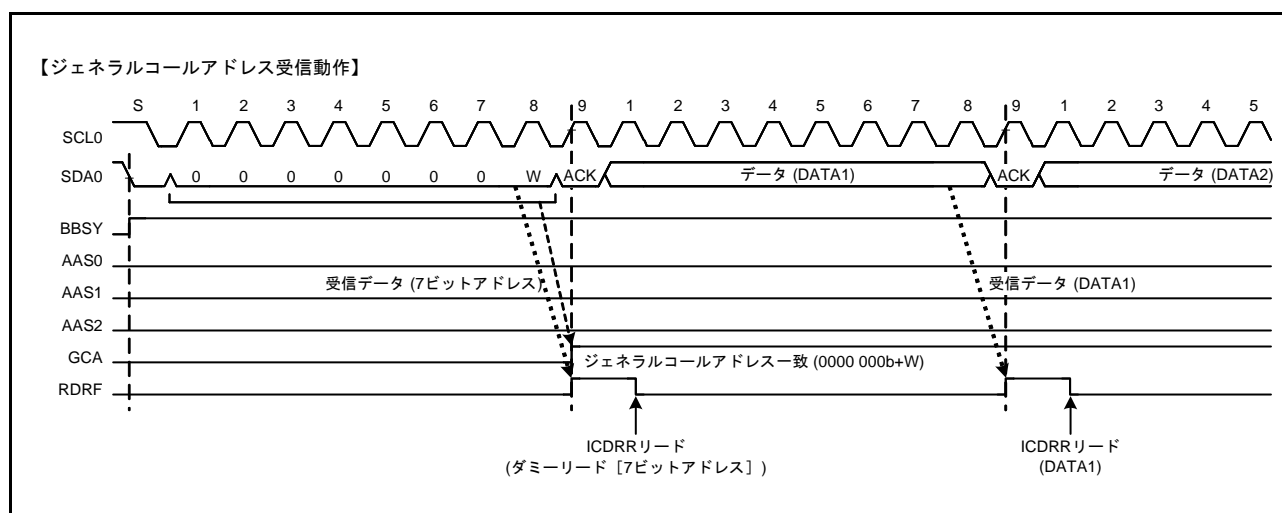 【ジェネラルコールアドレス受信動作】
S 1 2 3 4 5 6 7 8 9 1 2 3 4 5 6 7 8 9 1 2 3 4 5
SCL0
SDA0 0 0 0 0 0 0 0 W ACK データ (DATA1) ACK データ (DATA2)
BBSY
AAS0
受信データ (7ビットアドレス) 受信データ (DATA1)
AAS1
AAS2
GCA ジェネラルコールアドレス一致 (0000 000b+W)
RDRF
ICDRRリード ICDRRリード
(ダミーリード [7ビットアドレス] ) (DATA1)